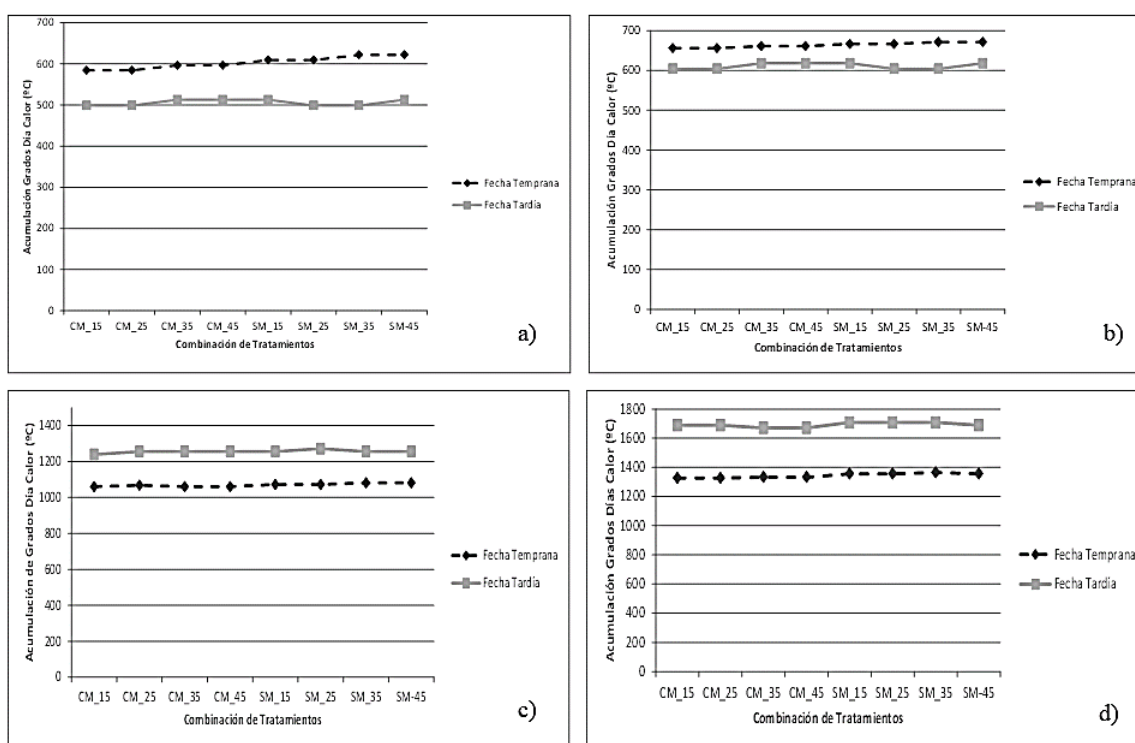 700
600
500
400
300
200
100
0
Acumulación Grados Día Calor (ºC)
CM_15 CM_25 CM_35 CM_45 SM_15 SM_25 SM_35 SM-45
Combinación de Tratamientos
Fecha Temprana
Fecha Tardía
a)
700
600
500
400
300
200
100
0
Acumulación Grados Día Calor (ºC)
CM_15 CM_25 CM_35 CM_45 SM_15 SM_25 SM_35 SM-45
Combinación de Tratamientos
Fecha Temprana
Fecha Tardía
b)
1400
1200
1000
800
600
400
200
0
Acumulación de Grados Día Calor (ºC)
CM_15 CM_25 CM_35 CM_45 SM_15 SM_25 SM_35 SM-45
Combinación de Tratamientos
Fecha Temprana
Fecha Tardía
c)
1800
1600
1400
1200
1000
800
600
400
200
0
Acumulación Grados Días Calor (ºC)
CM_15 CM_25 CM_35 CM_45 SM_15 SM_25 SM_35 SM-45
Combinación de Tratamientos
Fecha Temprana
Fecha Tardía
d)